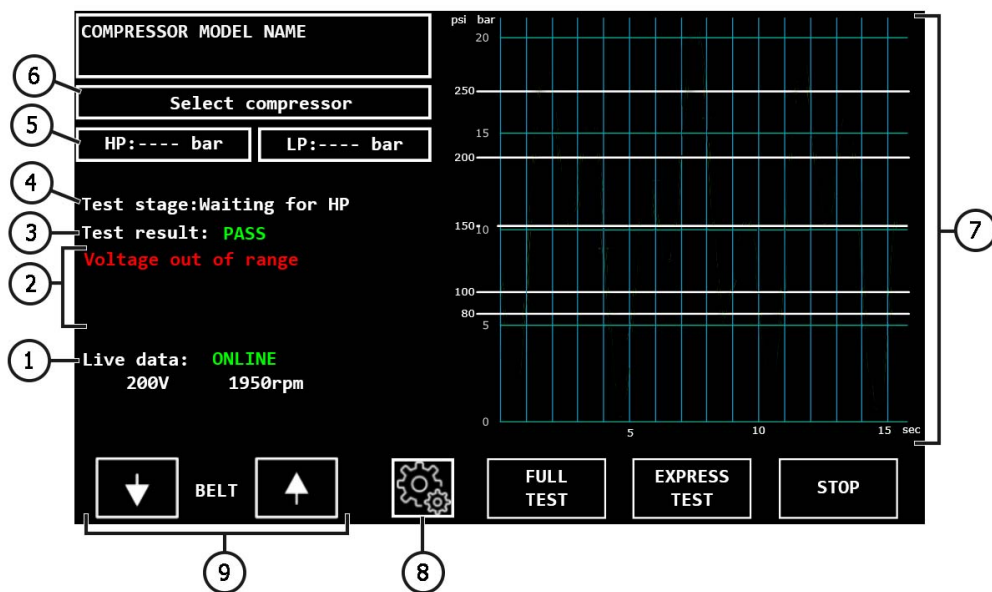 COMPRESSOR MODEL NAME
6
Select compressor
5
HP:---- bar
LP:---- bar
4
Test stage:Waiting for HP
3
Test result: PASS
2
Voltage out of range
1
Live data: ONLINE
200V 1950rpm
BELT
9
8
FULL
TEST
EXPRESS
TEST
STOP
psi bar
20
250
15
200
150
10
100
80
5
0
5 10 15 sec
7